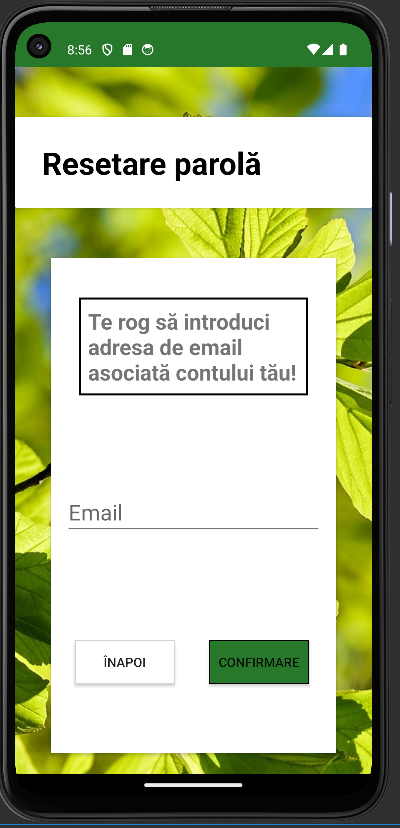 8:56
Resetare parolă
Te rog să introduci
adresa de email
asociată contului tău!
Email
ÎNAPOI
CONFIRMARE